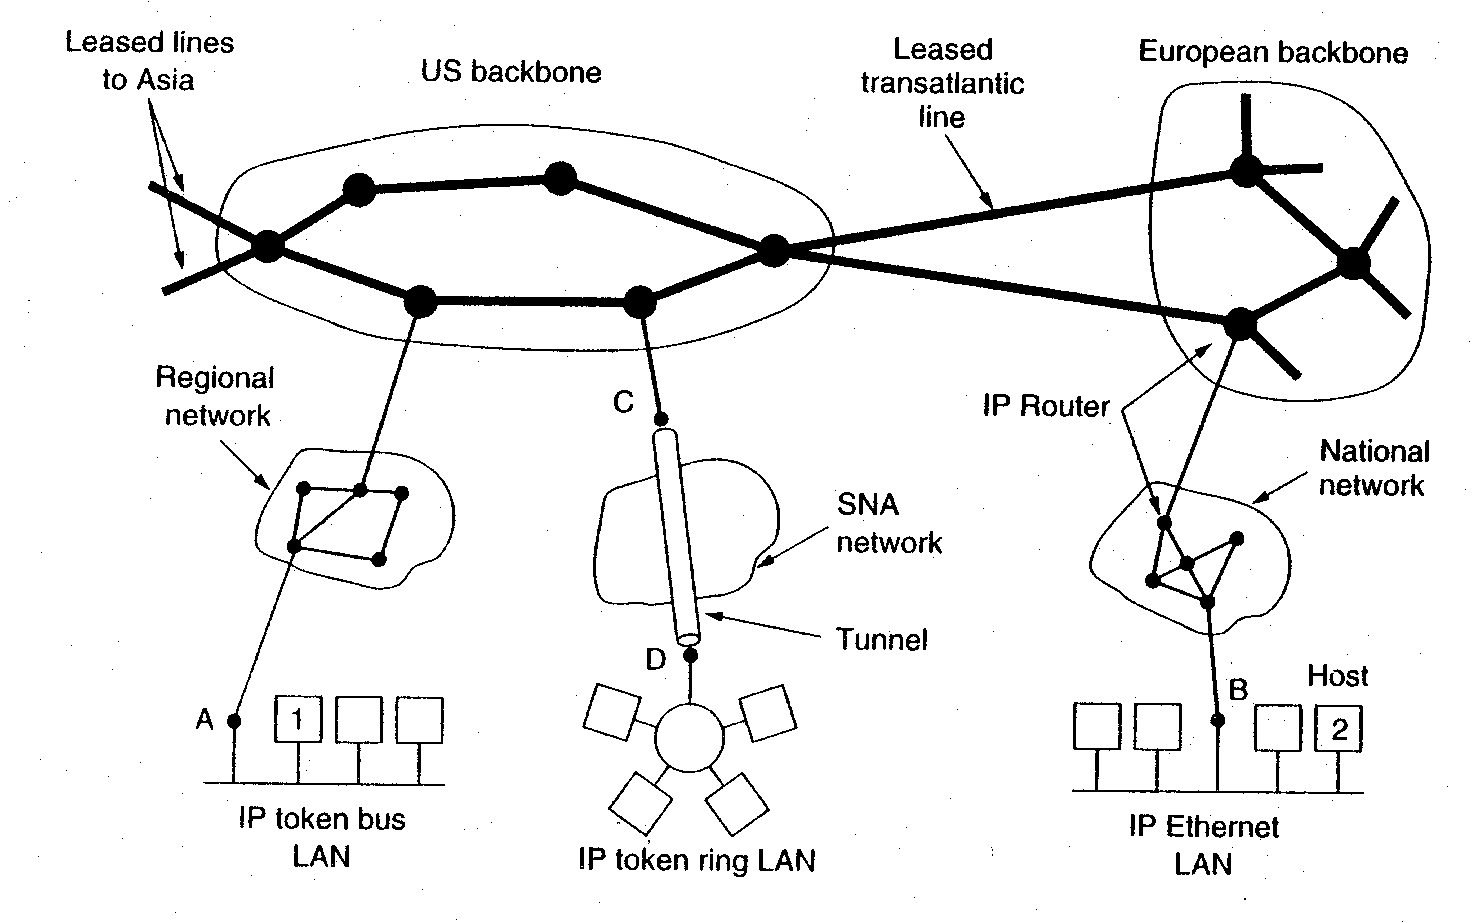 Leased lines
to Asia
US backbone
Leased
transatlantic
line
European backbone
Regional
network
C
IP Router
National
network
SNA
network
Tunnel
D
A
1
B
Host
2
IP token bus
LAN
IP token ring LAN
IP Ethernet
LAN